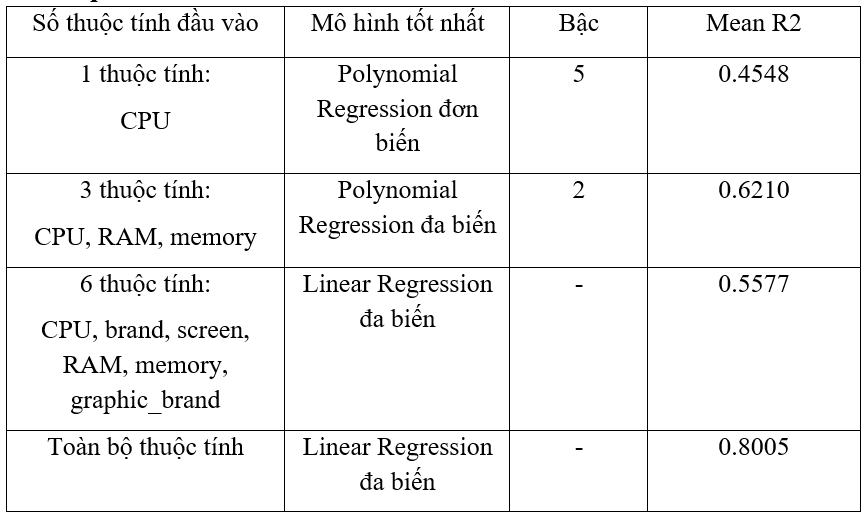 Số thuộc tính đầu vào
Mô hình tốt nhất
Bậc
Mean R2
1 thuộc tính:
CPU
Polynomial
Regression đơn
biến
5
0.4548
3 thuộc tính:
CPU, RAM, memory
Polynomial
Regression đa biến
2
0.6210
6 thuộc tính:
CPU, brand, screen,
RAM, memory,
graphic_brand
Linear Regression
đa biến
-
0.5577
Toàn bộ thuộc tính
Linear Regression
đa biến
-
0.8005